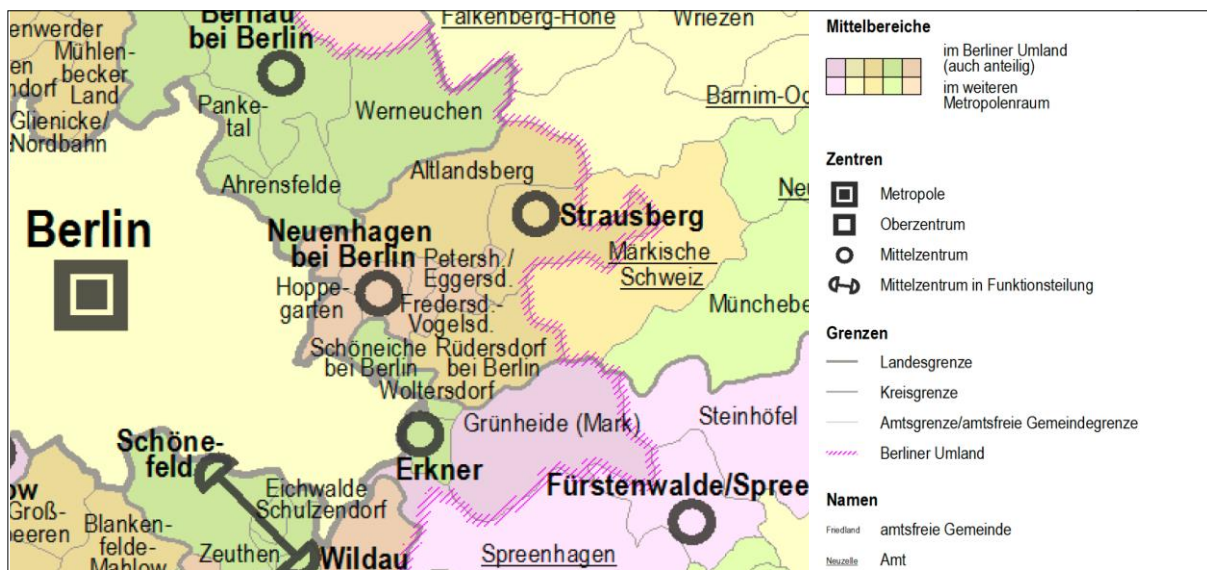 Bernau
bei Berlin
Falkenberg-Höhe
Wriezen
enwerder
Mühlen-
becker
Land
ndorf
Glienicke/
Nordbahn
Panke-
tal
Werneuchen
Barnim-Od
Ahrensfelde
Altlandsberg
Berlin
Strausberg
Neuenhagen
bei Berlin
Petersh./
Eggersd.
Märkische
Schweiz
Hoppe-
garten
Fredersd.-
Vogelsd.
Müncheb
Schöneiche
bei Berlin
Rüdersdorf
bei Berlin
Woltersdorf
Grünheide (Mark)
Steinhöfel
Schöne-
feld
Erkner
Fürstenwalde/Spree
Eichwalde
Schulzendorf
ow
Groß-
beeren
Blanken-
felde-
Mahlow
Zeuthen
Wildau
Spreenhagen
Mittelbereiche
im Berliner Umland
(auch anteilig)
im weiteren
Metropolenraum
Zentren
Metropole
Oberzentrum
Mittelzentrum
Mittelzentrum in Funktionsteilung
Grenzen
Landesgrenze
Kreisgrenze
Amtsgrenze/amtsfreie Gemeindegrenze
Berliner Umland
Namen
Friedland amtsfreie Gemeinde
Neuzelle Amt